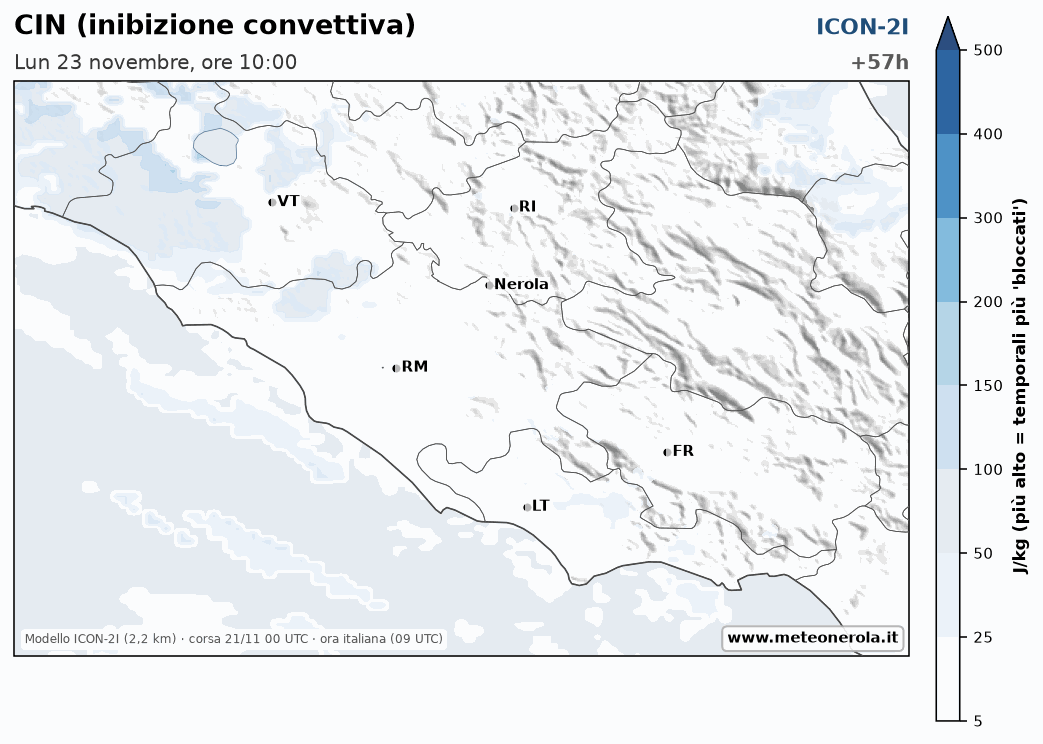 CIN (inibizione convettiva)
ICON-2I
Lun 23 novembre, ore 10:00
+57h
500
400
300
200
150
100
50
25
5
J/kg (più alto = temporali più 'bloccati')
VT
RI
Nerola
RM
FR
LT
Modello ICON-2I (2,2 km) · corsa 21/11 00 UTC · ora italiana (09 UTC)
www.meteonerola.it